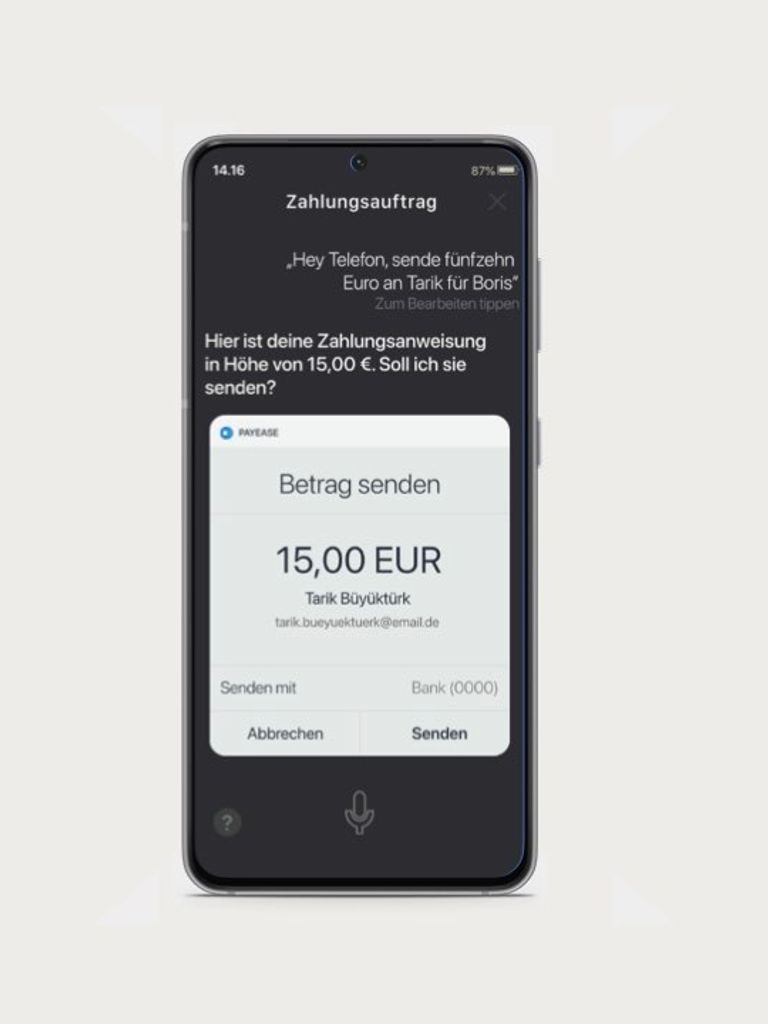 14.16
87%
Zahlungsauftrag
„Hey Telefon, sende fünfzehn
Euro an Tarik für Boris“
Zum Bearbeiten tippen
Hier ist deine Zahlungsanweisung
in Höhe von 15,00 €. Soll ich sie
senden?
PAYEASE
Betrag senden
15,00 EUR
Tarik Büyüktürk
tarik.bueyuektuerk@email.de
Senden mit Bank (0000)
Abbrechen Senden
?